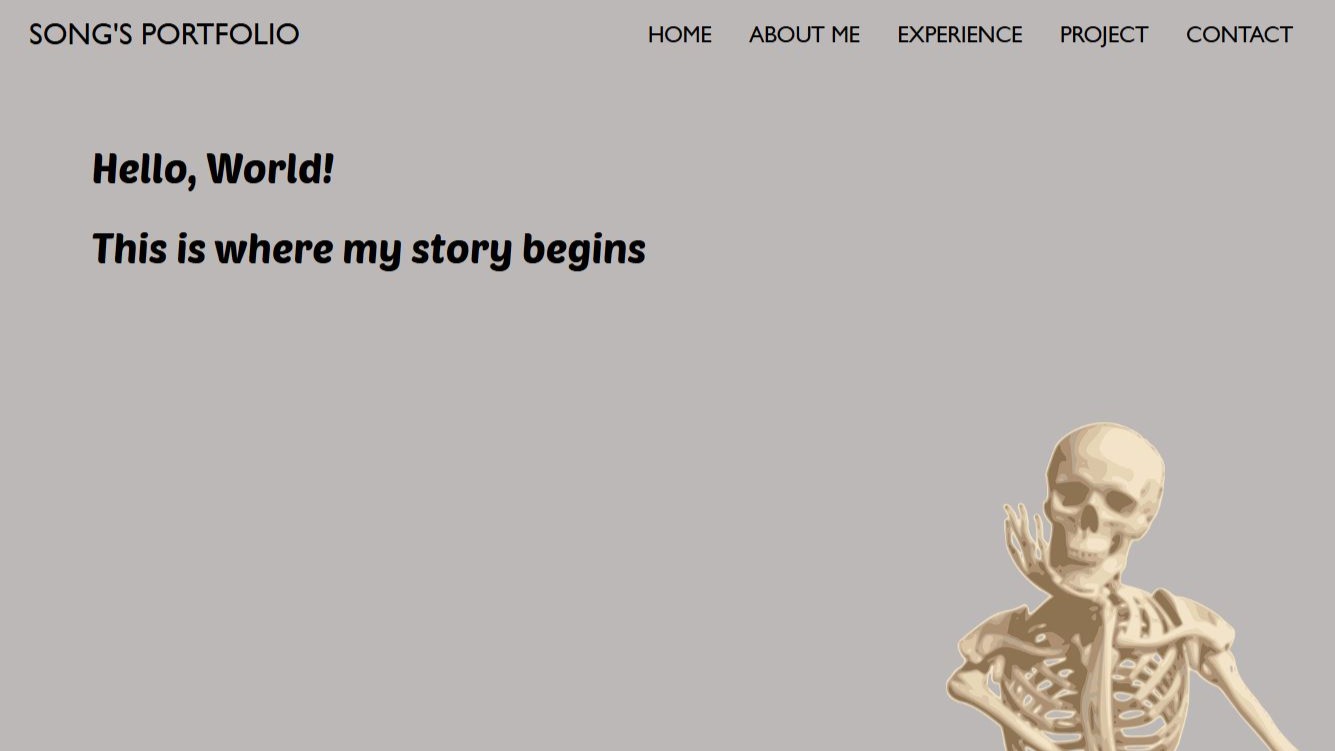 SONG'S PORTFOLIO
HOME ABOUT ME EXPERIENCE PROJECT CONTACT
Hello, World!
This is where my story begins